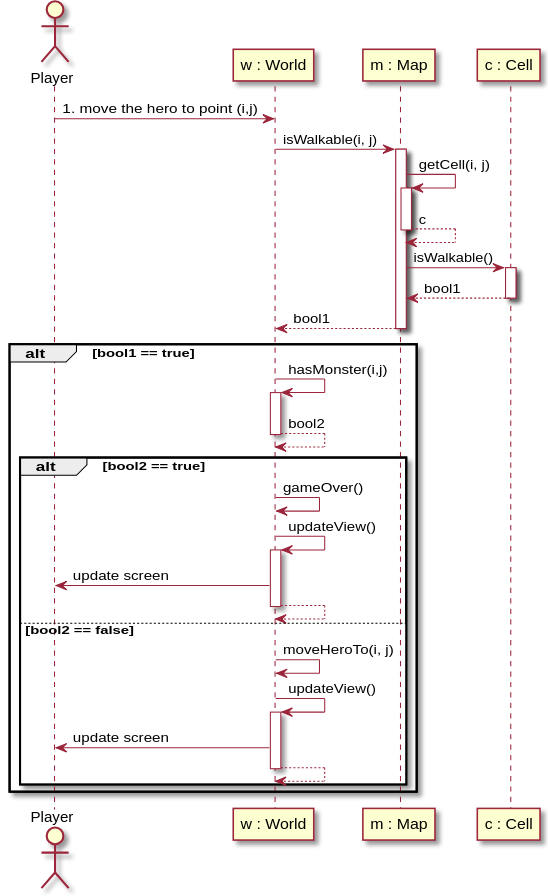 Player
w : World
m : Map
c : Cell
1. move the hero to point (i,j)
isWalkable(i, j)
getCell(i, j)
c
isWalkable()
bool1
bool1
alt
[bool1 == true]
hasMonster(i,j)
bool2
alt
[bool2 == true]
gameOver()
updateView()
update screen
[bool2 == false]
moveHeroTo(i, j)
updateView()
update screen
Player
w : World
m : Map
c : Cell